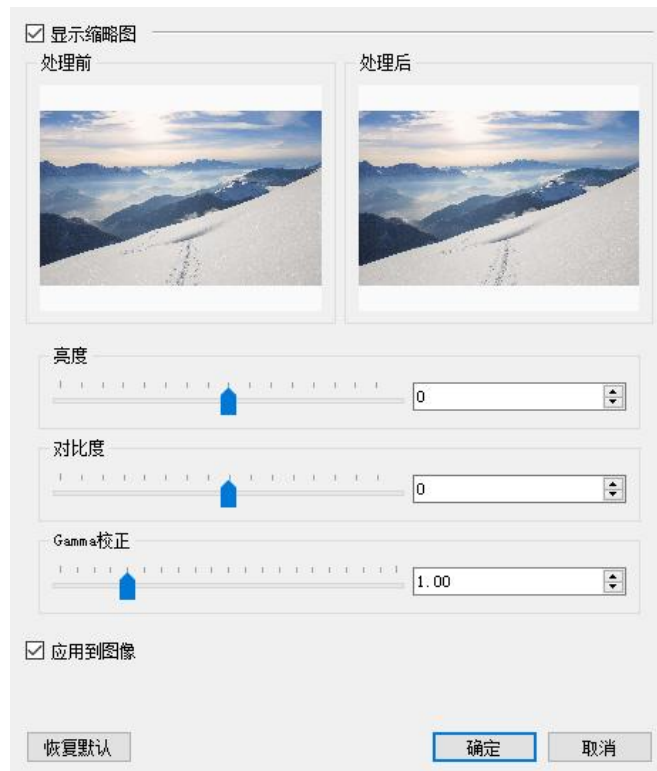 显示缩略图
处理前
处理后
亮度
0
对比度
0
Gamma校正
1.00
应用到图像
恢复默认
确定
取消